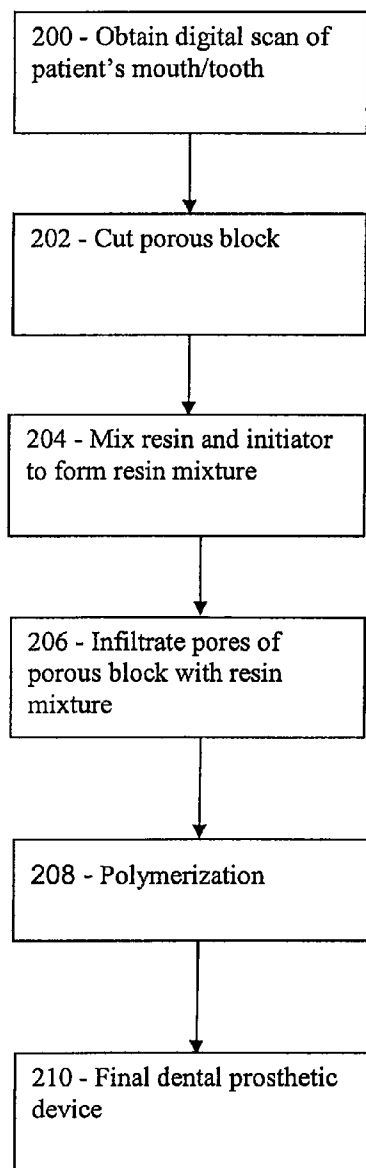 200 - Obtain digital scan of
patient's mouth/tooth
202 - Cut porous block
204 - Mix resin and initiator
to form resin mixture
206 - Infiltrate pores of
porous block with resin
mixture
208 - Polymerization
210 - Final dental prosthetic
device